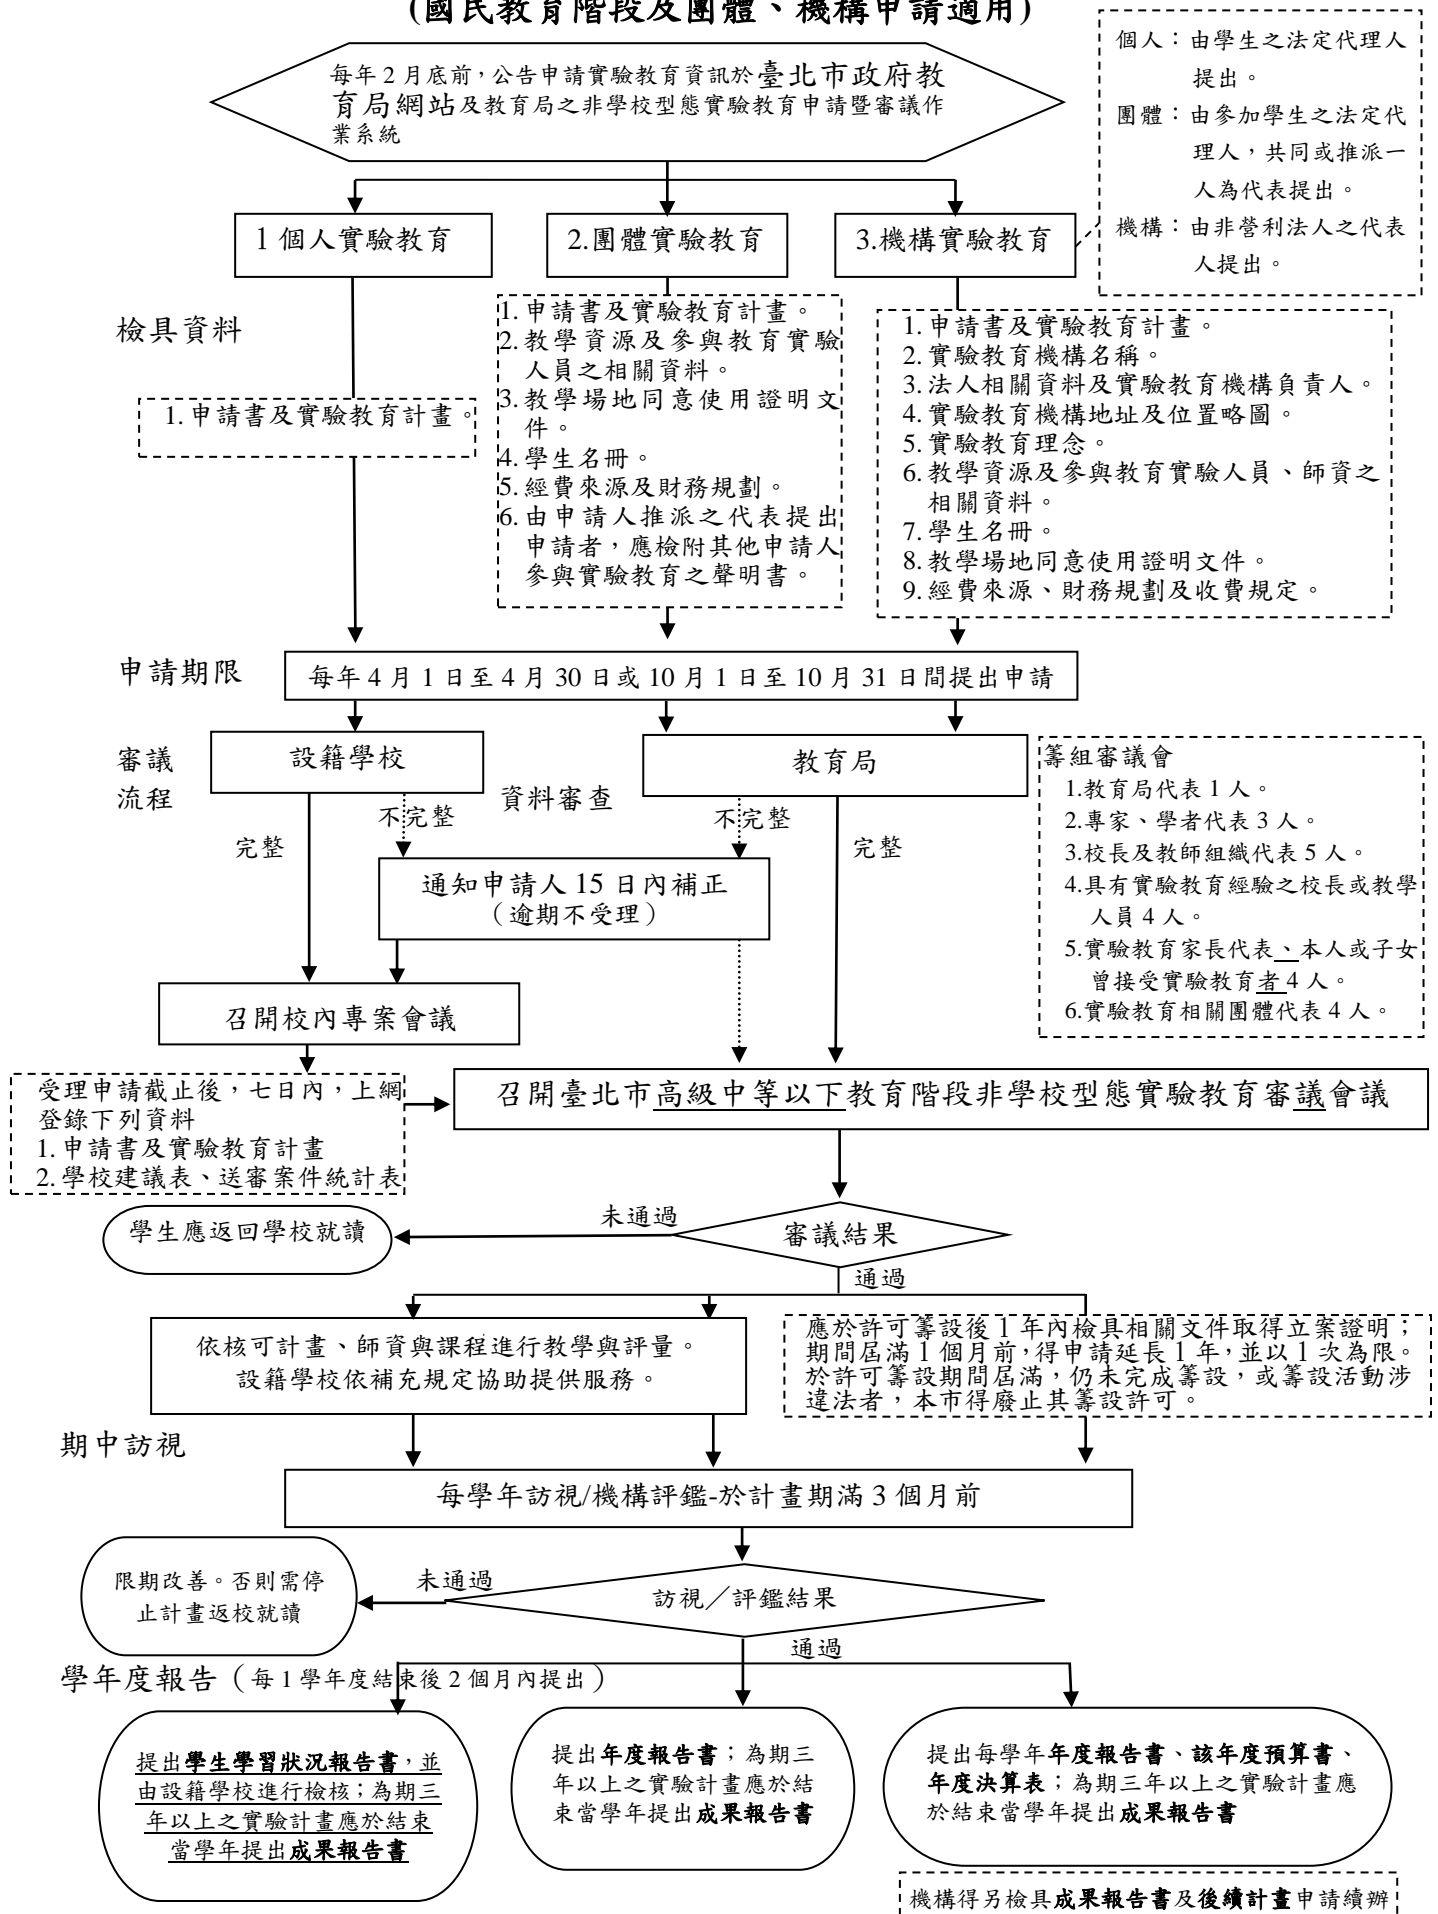 (國民教育階段及團體、機構申請適用)
每年 2 月底前，公告申請實驗教育資訊於臺北市政府教
育局網站及教育局之非學校型態實驗教育申請暨審議作
業系統
個人：由學生之法定代理人
提出。
團體：由參加學生之法定代
理人，共同或推派一
人為代表提出。
機構：由非營利法人之代表
人提出。
1 個人實驗教育
2.團體實驗教育
3.機構實驗教育
檢具資料
1.申請書及實驗教育計畫。
1.申請書及實驗教育計畫。
2.教學資源及參與教育實驗
人員之相關資料。
3.教學場地同意使用證明文
件。
4.學生名冊。
5.經費來源及財務規劃。
6.由申請人推派之代表提出
申請者，應檢附其他申請人
參與實驗教育之聲明書。
1.申請書及實驗教育計畫。
2.實驗教育機構名稱。
3.法人相關資料及實驗教育機構負責人。
4.實驗教育機構地址及位置略圖。
5.實驗教育理念。
6.教學資源及參與教育實驗人員、師資之
相關資料。
7.學生名冊。
8.教學場地同意使用證明文件。
9.經費來源、財務規劃及收費規定。
申請期限
每年 4 月 1 日至 4 月 30 日或 10 月 1 日至 10 月 31 日間提出申請
審議
流程
設籍學校
資料審查
教育局
完整
不完整
不完整
完整
通知申請人 15 日內補正
（逾期不受理）
籌組審議會
1.教育局代表 1 人。
2.專家、學者代表 3 人。
3.校長及教師組織代表 5 人。
4.具有實驗教育經驗之校長或教學
人員 4 人。
5.實驗教育家長代表、本人或子女
曾接受實驗教育者 4 人。
6.實驗教育相關團體代表 4 人。
召開校內專案會議
受理申請截止後，七日內，上網
登錄下列資料
1.申請書及實驗教育計畫
2.學校建議表、送審案件統計表
召開臺北市高級中等以下教育階段非學校型態實驗教育審議會議
學生應返回學校就讀
未通過
審議結果
通過
依核可計畫、師資與課程進行教學與評量。
設籍學校依補充規定協助提供服務。
應於許可籌設後 1 年內檢具相關文件取得立案證明；
期間屆滿 1 個月前，得申請延長 1 年，並以 1 次為限。
於許可籌設期間屆滿，仍未完成籌設，或籌設活動涉
違法者，本市得廢止其籌設許可。
期中訪視
每學年訪視/機構評鑑-於計畫期滿 3 個月前
限期改善。否則需停
止計畫返校就讀
未通過
訪視／評鑑結果
通過
學年度報告（每 1 學年度結束後 2 個月內提出）
提出學生學習狀況報告書，並
由設籍學校進行檢核；為期三
年以上之實驗計畫應於結束
當學年提出成果報告書
提出年度報告書；為期三
年以上之實驗計畫應於結
束當學年提出成果報告書
提出每學年年度報告書、該年度預算書、
年度決算表；為期三年以上之實驗計畫應
於結束當學年提出成果報告書
機構得另檢具成果報告書及後續計畫申請續辦